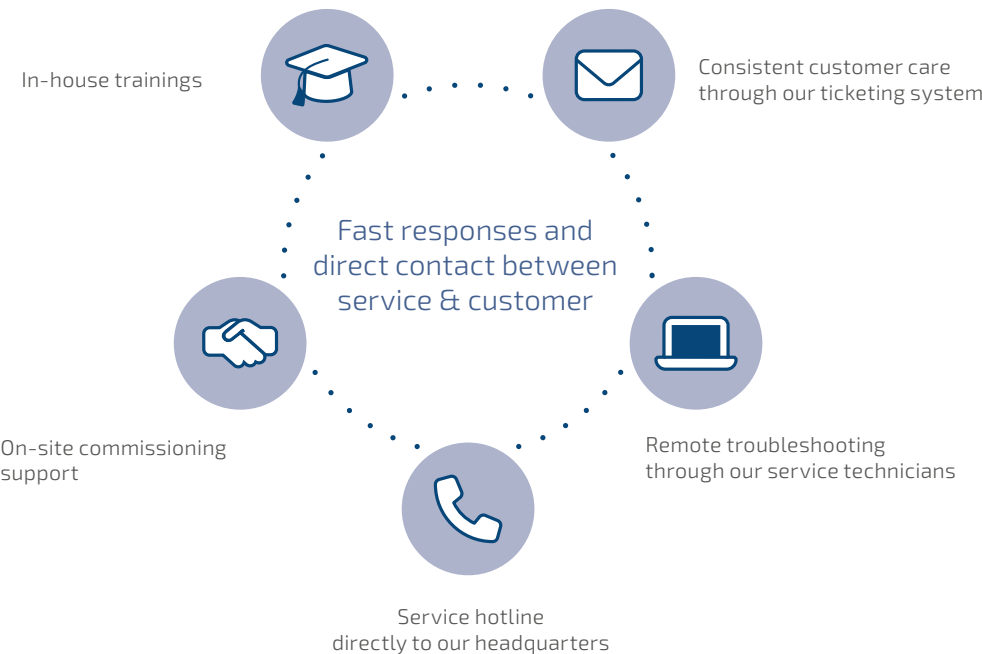 In-house trainings
Consistent customer care
through our ticketing system
Fast responses and
direct contact between
service & customer
On-site commissioning
support
Remote troubleshooting
through our service technicians
Service hotline
directly to our headquarters